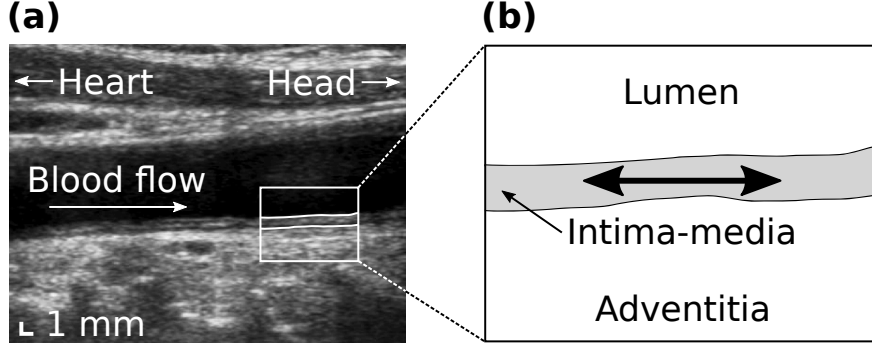 (a)
Heart
Head
Blood flow
1 mm
(b)
Lumen
Intima-media
Adventitia